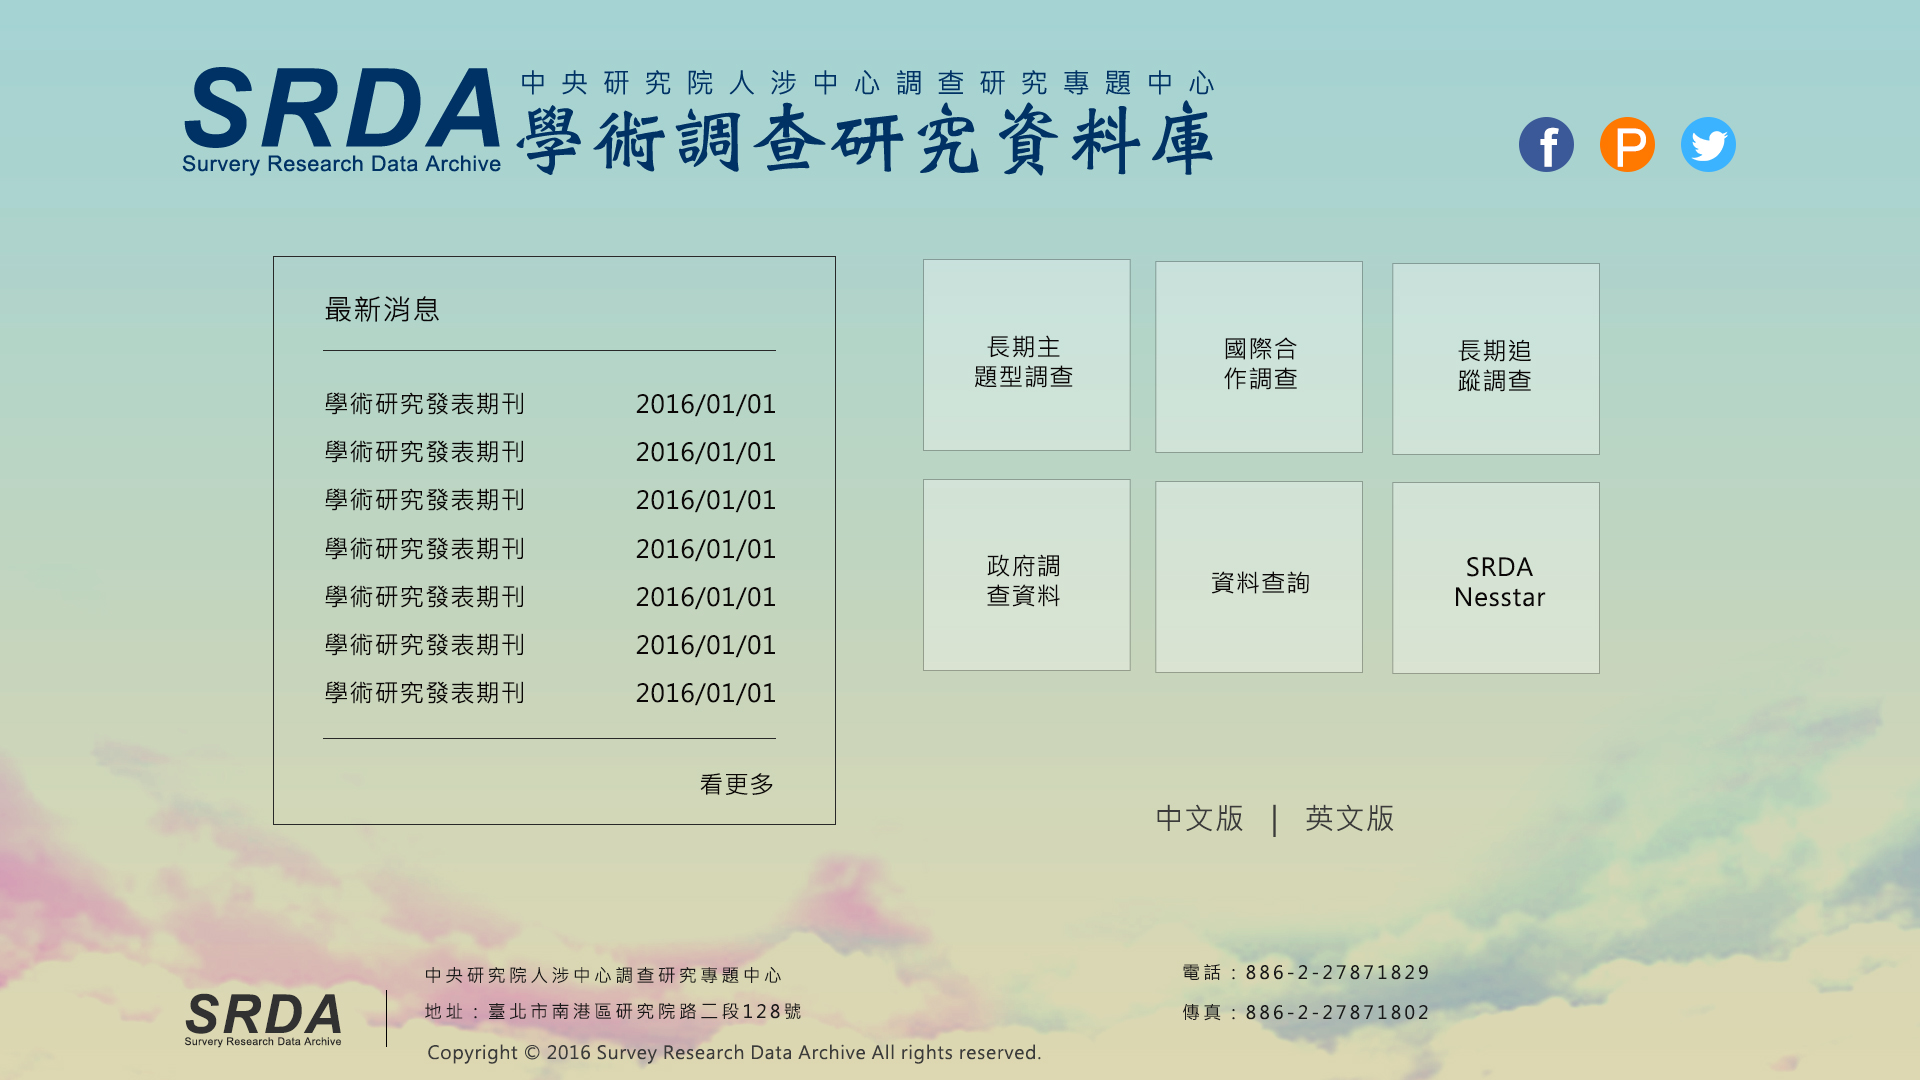 SRDA
Survery Research Data Archive
中央研究院人涉中心調查研究專題中心
學術調查研究資料庫
f
P
最新消息
學術研究發表期刊 2016/01/01
學術研究發表期刊 2016/01/01
學術研究發表期刊 2016/01/01
學術研究發表期刊 2016/01/01
學術研究發表期刊 2016/01/01
學術研究發表期刊 2016/01/01
學術研究發表期刊 2016/01/01
看更多
長期主
題型調查
國際合
作調查
長期追
蹤調查
政府調
查資料
資料查詢
SRDA
Nesstar
中文版 | 英文版
SRDA
Survery Research Data Archive
中央研究院人涉中心調查研究專題中心
地址：臺北市南港區研究院路二段128號
Copyright © 2016 Survey Research Data Archive All rights reserved.
電話：886-2-27871829
傳真：886-2-27871802